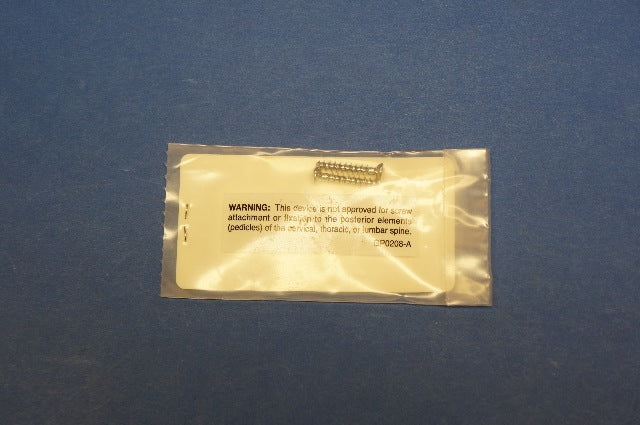 WARNING: This device is not approved for screw
attachment or fixation to the posterior elements
(pedicles) of the cervical, thoracic, or lumbar spine.
CP0208-A